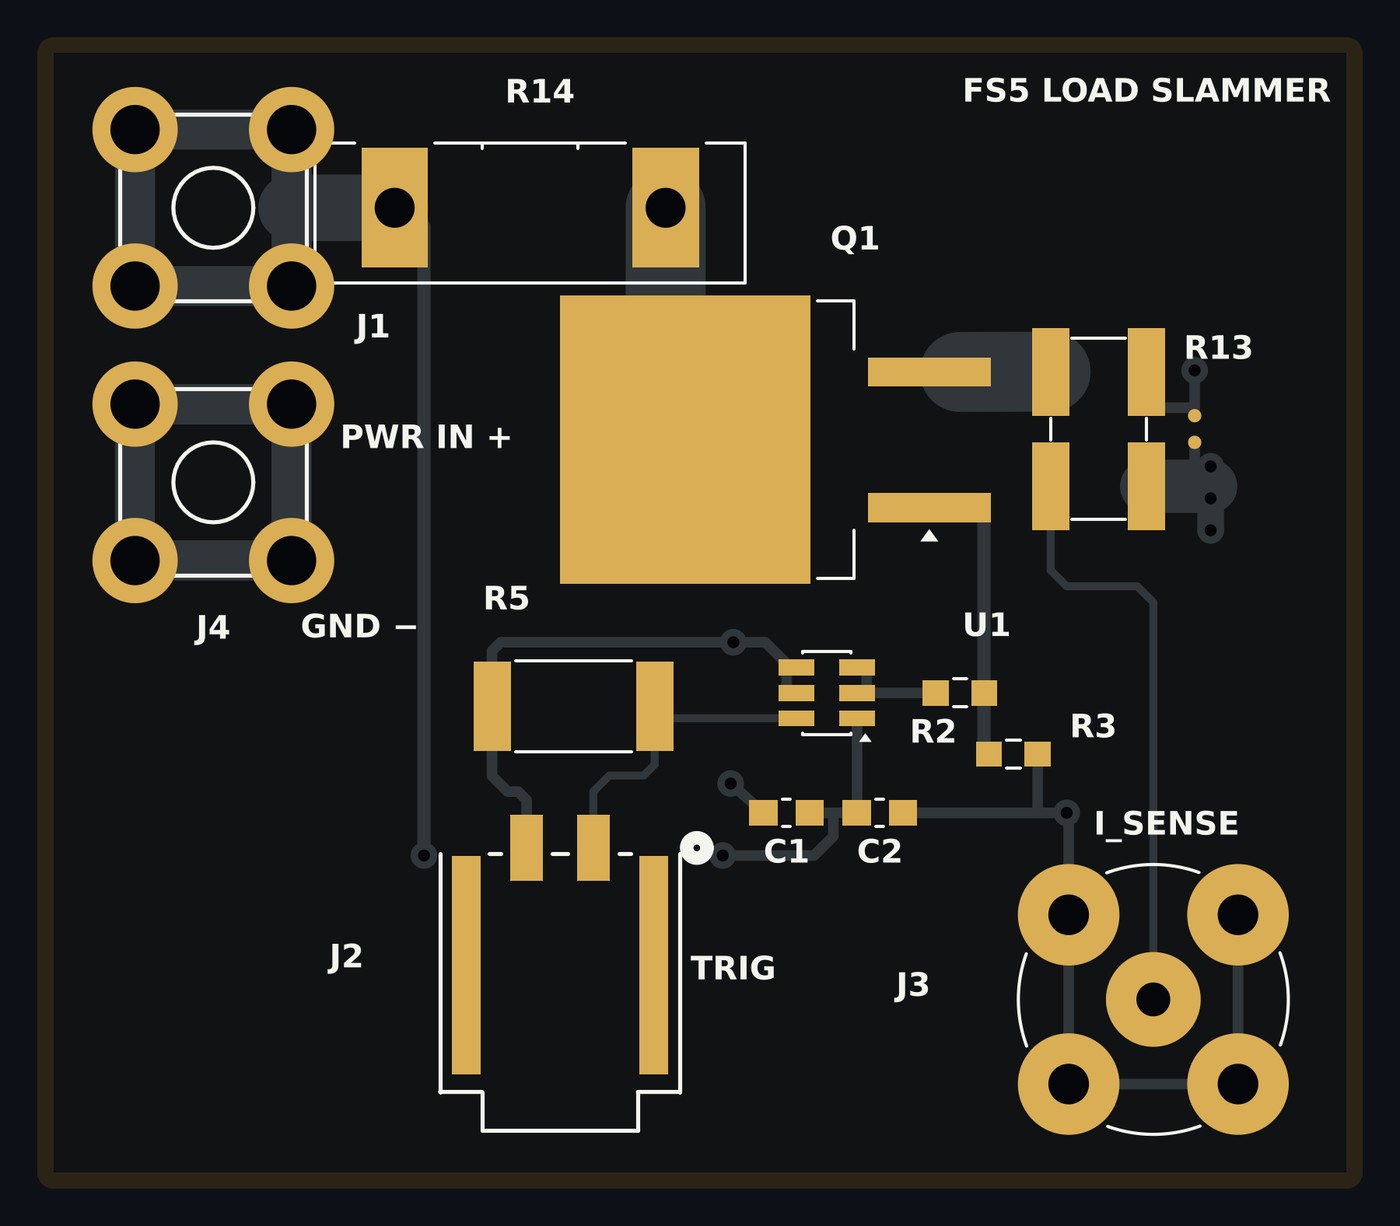 FS5 LOAD SLAMMER
R14
Q1
J1
R13
PWR IN +
R5
J4
GND −
U1
R2
R3
I_SENSE
C1
C2
J2
TRIG
J3